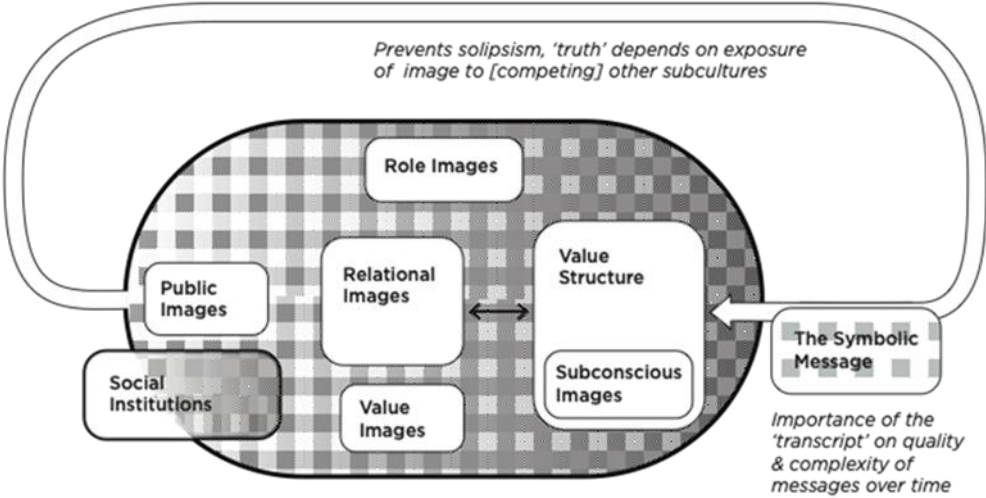 Prevents solipsism, ‘truth’ depends on exposure
of image to [competing] other subcultures
Role Images
Value
Structure
Relational
Images
Public
Images
The Symbolic
Message
Subconscious
Images
Social
Institutions
Value
Images
Importance of the
‘transcript’ on quality
& complexity of
messages over time